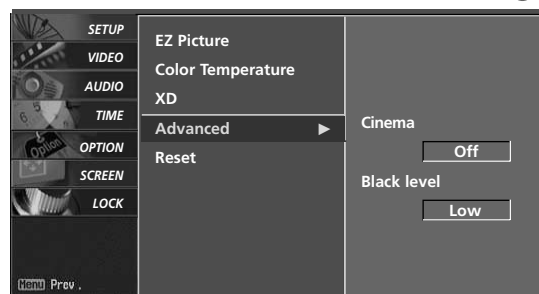 SETUP
VIDEO
AUDIO
TIME
OPTION
SCREEN
LOCK
Menu Prev.
EZ Picture
Color Temperature
XD
Advanced ▶
Reset
Cinema
Off
Black level
Low